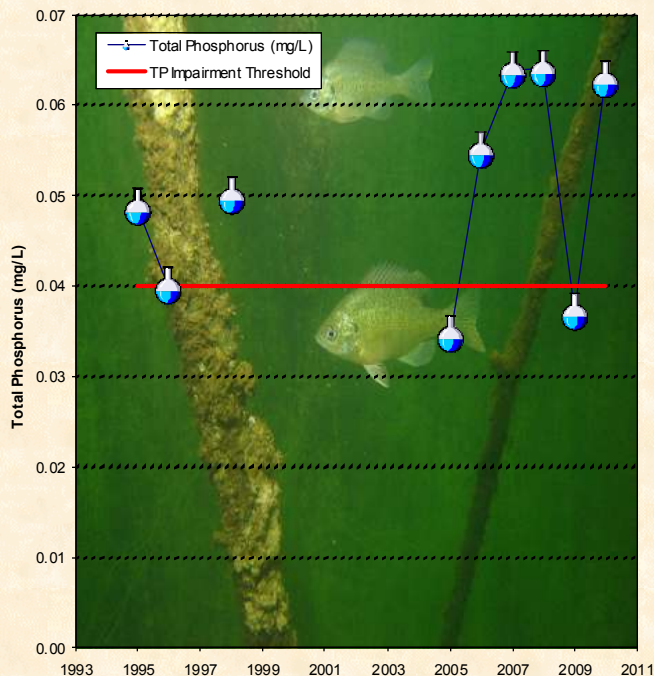 0.07
Total Phosphorus (mg/L)
TP Impairment Threshold
0.06
0.05
0.04
0.03
0.02
0.01
0.00
Total Phosphorus (mg/L)
1993 1995 1997 1999 2001 2003 2005 2007 2009 2011